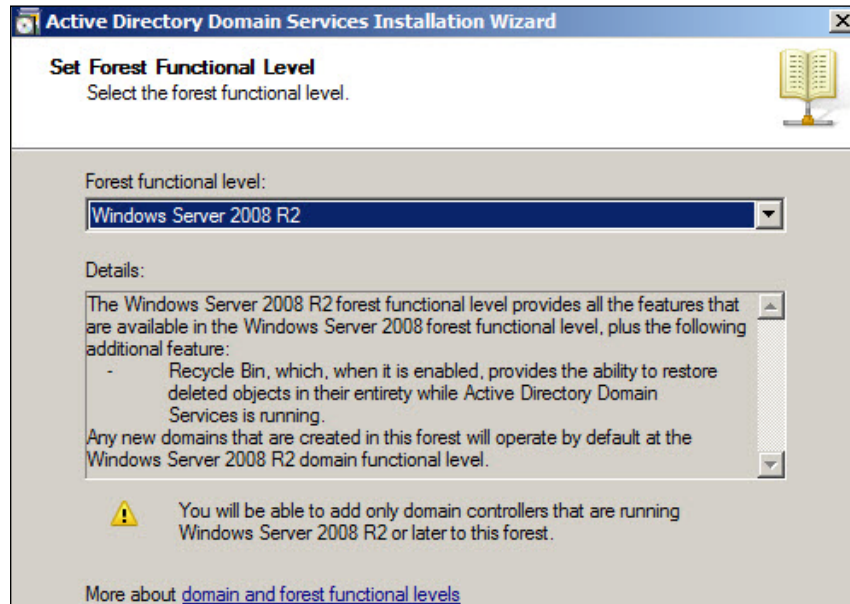 Active Directory Domain Services Installation Wizard
Set Forest Functional Level
Select the forest functional level.
Forest functional level:
Windows Server 2008 R2
Details:
The Windows Server 2008 R2 forest functional level provides all the features that
are available in the Windows Server 2008 forest functional level, plus the following
additional feature:
- Recycle Bin, which, when it is enabled, provides the ability to restore
deleted objects in their entirety while Active Directory Domain
Services is running.
Any new domains that are created in this forest will operate by default at the
Windows Server 2008 R2 domain functional level.
You will be able to add only domain controllers that are running
Windows Server 2008 R2 or later to this forest.
More about domain and forest functional levels